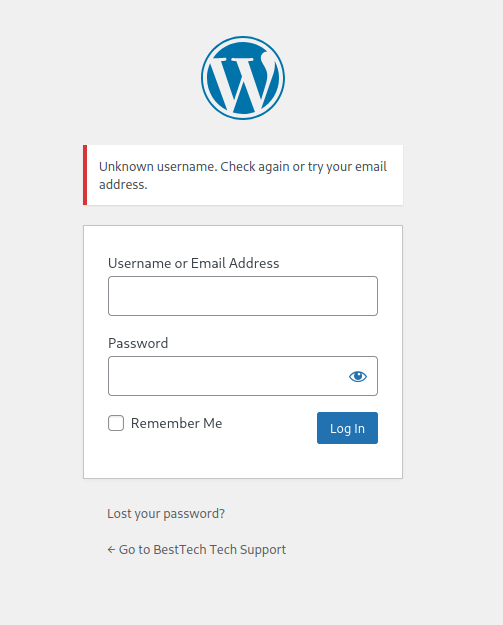 Unknown username. Check again or try your email
address.
Username or Email Address
Password
Remember Me
Log In
Lost your password?
← Go to BestTech Tech Support